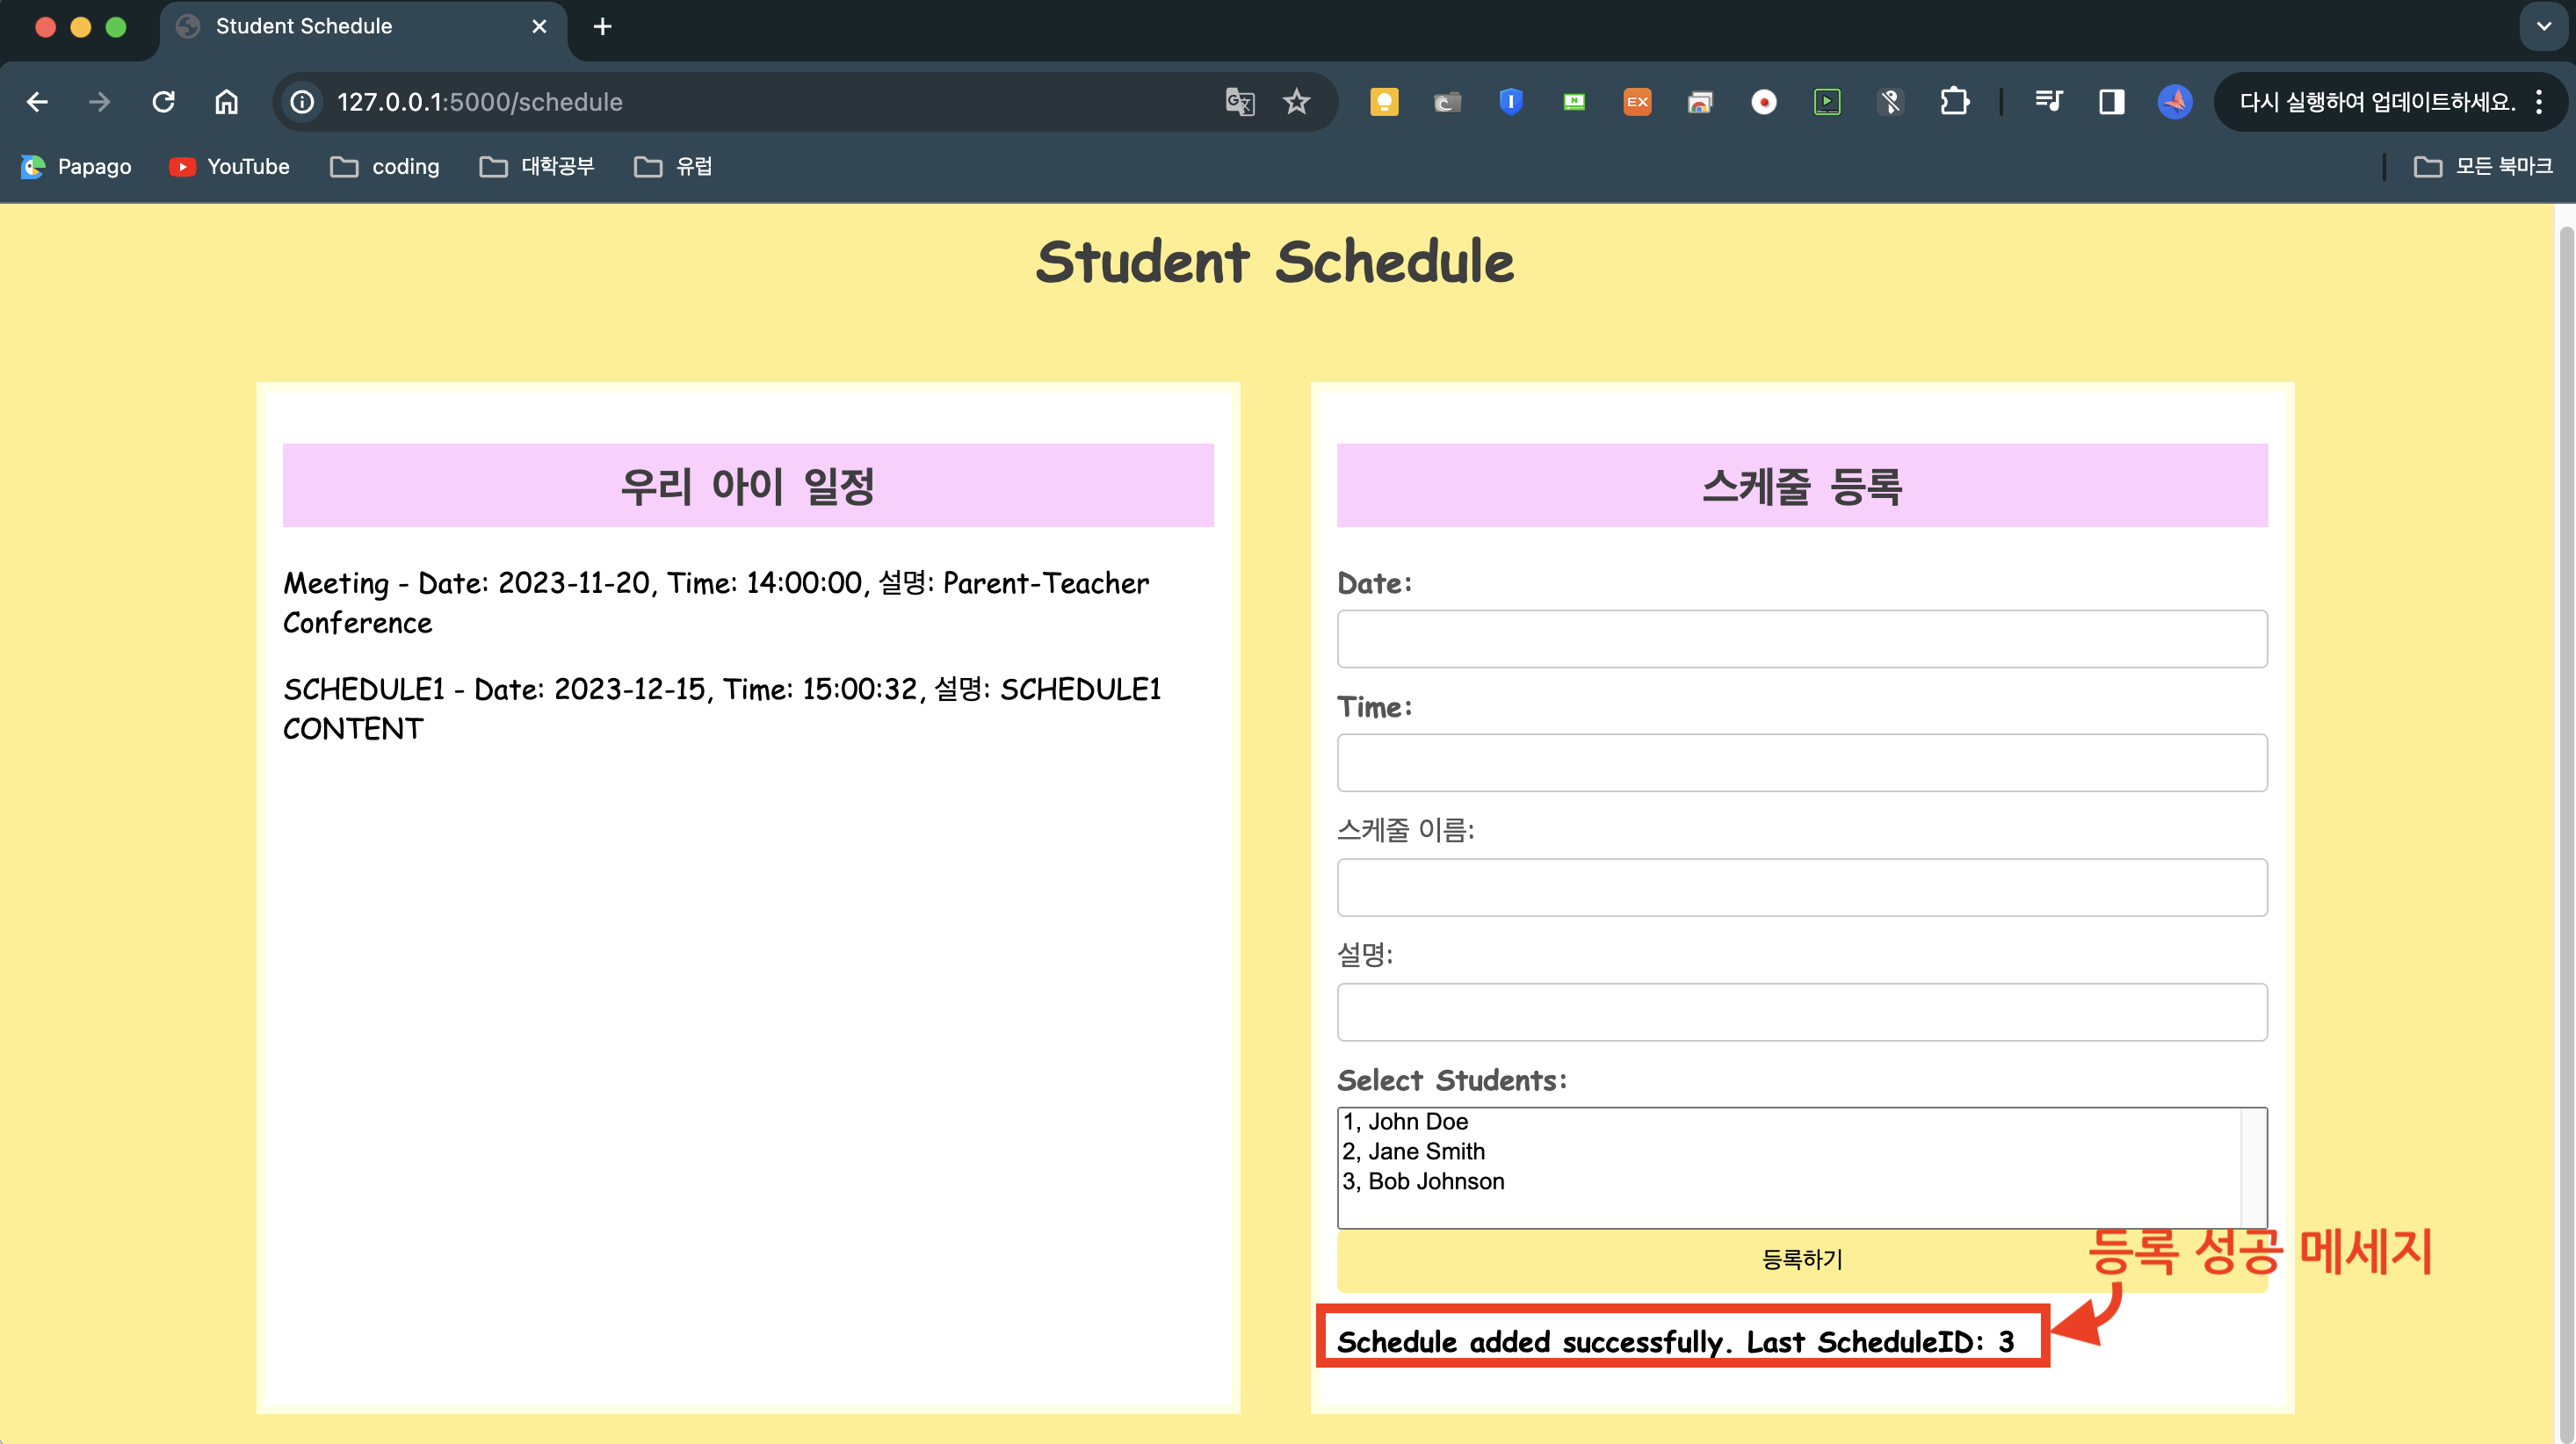 Student Schedule
127.0.0.1:5000/schedule
EX
다시 실행하여 업데이트하세요.
Papago
YouTube
coding
대학공부
유럽
모든 북마크
Student Schedule
우리 아이 일정
Meeting - Date: 2023-11-20, Time: 14:00:00, 설명: Parent-Teacher
Conference
SCHEDULE1 - Date: 2023-12-15, Time: 15:00:32, 설명: SCHEDULE1
CONTENT
스케줄 등록
Date:
Time:
스케줄 이름:
설명:
Select Students:
1, John Doe
2, Jane Smith
3, Bob Johnson
등록하기
등록 성공 메세지
Schedule added successfully. Last ScheduleID: 3